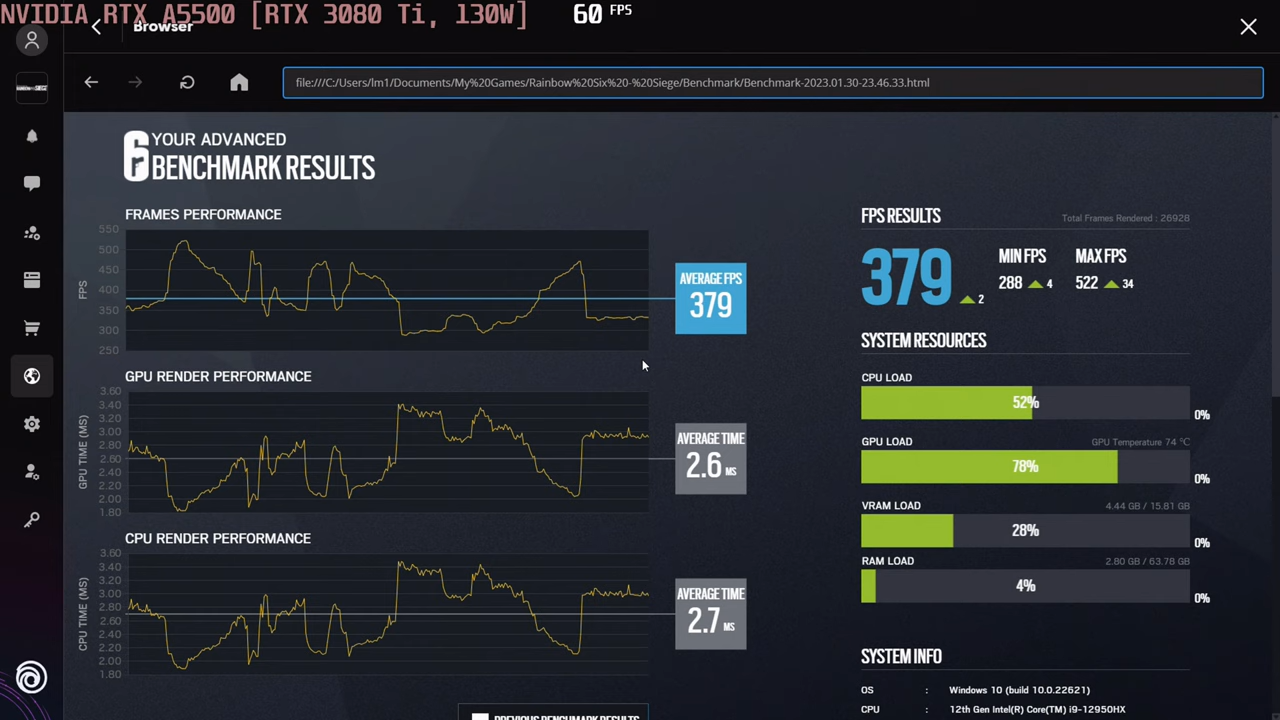 NVIDIA RTX A5500 [RTX 3080 Ti, 130W] 60 FPS
Browser
file:///C:/Users/lm1/Documents/My%20Games/Rainbow%20Six%20-%20Siege/Benchmark/Benchmark-2023.01.30-23.46.33.html
YOUR ADVANCED
BENCHMARK RESULTS
FRAMES PERFORMANCE
550
500
450
400
350
300
250
FPS
AVERAGE FPS
379
GPU RENDER PERFORMANCE
3.60
3.40
3.20
3.00
2.80
2.60
2.40
2.20
2.00
1.80
GPU TIME (MS)
AVERAGE TIME
2.6 MS
CPU RENDER PERFORMANCE
3.60
3.40
3.20
3.00
2.80
2.60
2.40
2.20
2.00
1.80
CPU TIME (MS)
AVERAGE TIME
2.7 MS
PREVIOUS BENCHMARK RESULTS
FPS RESULTS
Total Frames Rendered : 26928
379 2
MIN FPS
288 4
MAX FPS
522 34
SYSTEM RESOURCES
CPU LOAD
52% 0%
GPU LOAD GPU Temperature 74 °C
78% 0%
VRAM LOAD 4.44 GB / 15.81 GB
28% 0%
RAM LOAD 2.80 GB / 63.78 GB
4% 0%
SYSTEM INFO
OS : Windows 10 (build 10.0.22621)
CPU : 12th Gen Intel(R) Core(TM) i9-12950HX